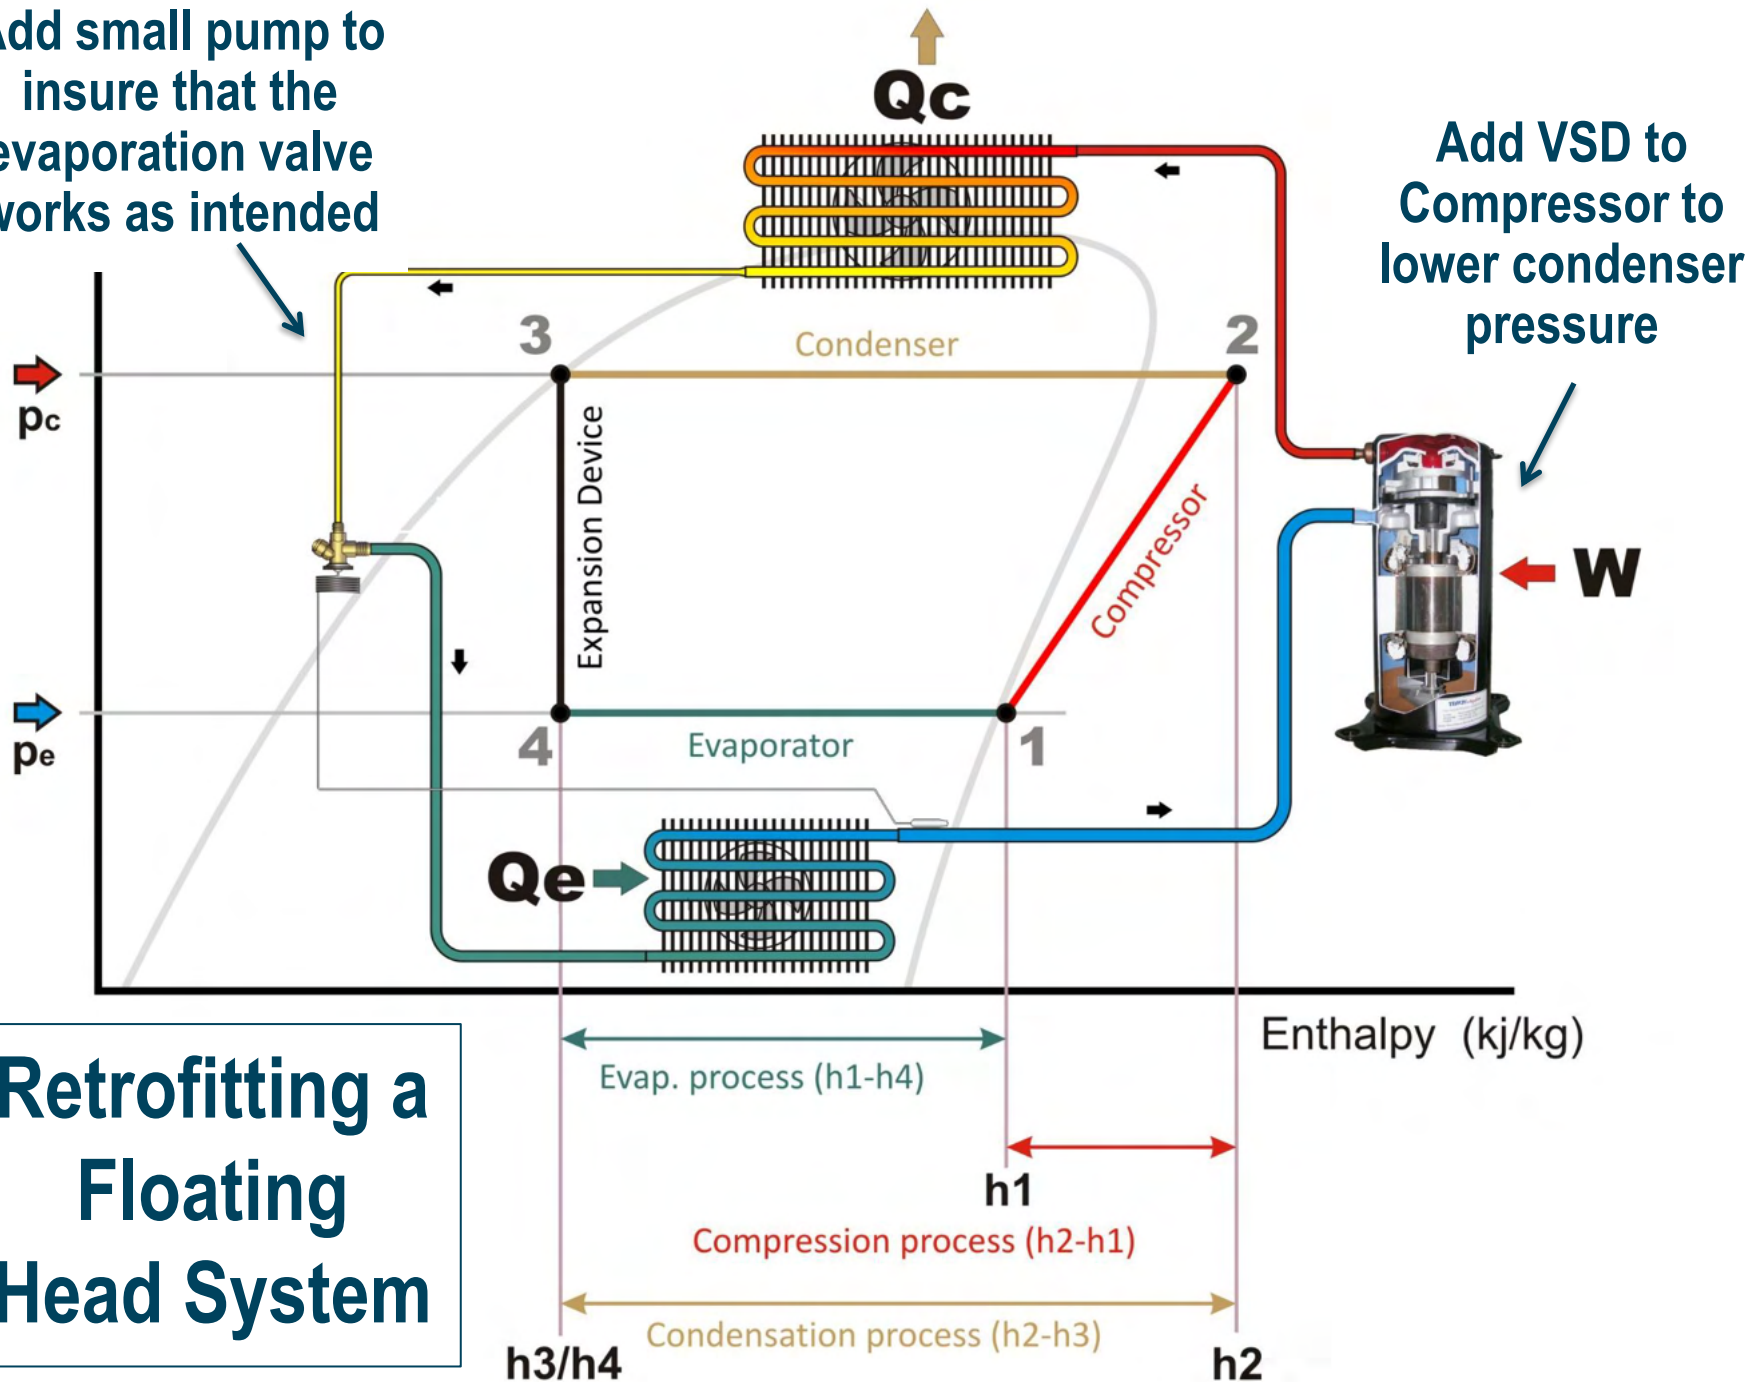 Add small pump to
insure that the
evaporation valve
works as intended
Qc
Add VSD to
Compressor to
lower condenser
pressure
3
Condenser
2
pc
Expansion Device
Compressor
W
pe
4
Evaporator
1
Qe
Enthalpy (kj/kg)
Evap. process (h1-h4)
Retrofitting a
Floating
Head System
h1
Compression process (h2-h1)
Condensation process (h2-h3)
h3/h4
h2